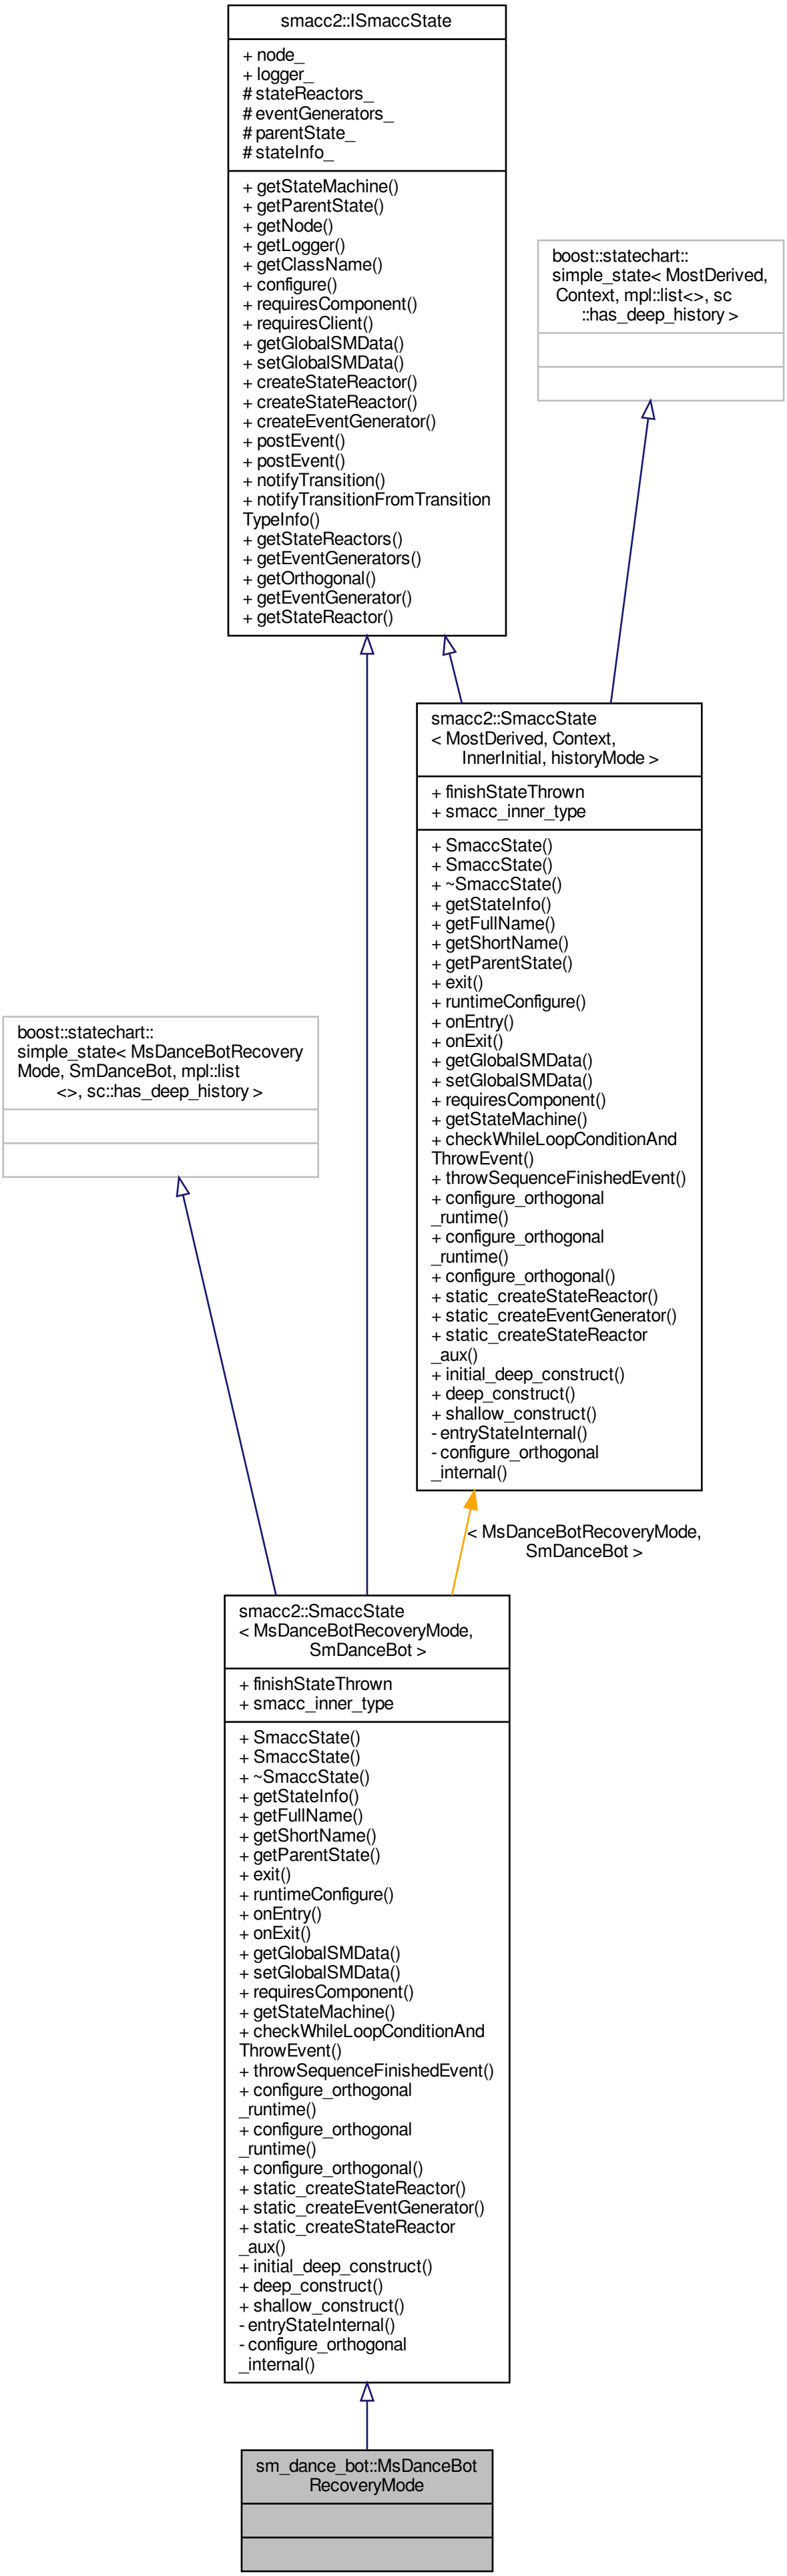 smacc2::ISmaccState
+ node_
+ logger_
# stateReactors_
# eventGenerators_
# parentState_
# stateInfo_
+ getStateMachine()
+ getParentState()
+ getNode()
+ getLogger()
+ getClassName()
+ configure()
+ requiresComponent()
+ requiresClient()
+ getGlobalSMData()
+ setGlobalSMData()
+ createStateReactor()
+ createStateReactor()
+ createEventGenerator()
+ postEvent()
+ postEvent()
+ notifyTransition()
+ notifyTransitionFromTransition
TypeInfo()
+ getStateReactors()
+ getEventGenerators()
+ getOrthogonal()
+ getEventGenerator()
+ getStateReactor()
boost::statechart::
simple_state< MostDerived,
Context, mpl::list<>, sc
::has_deep_history >
smacc2::SmaccState
< MostDerived, Context,
InnerInitial, historyMode >
+ finishStateThrown
+ smacc_inner_type
+ SmaccState()
+ SmaccState()
+ ~SmaccState()
+ getStateInfo()
+ getFullName()
+ getShortName()
+ getParentState()
+ exit()
+ runtimeConfigure()
+ onEntry()
+ onExit()
+ getGlobalSMData()
+ setGlobalSMData()
+ requiresComponent()
+ getStateMachine()
+ checkWhileLoopConditionAnd
ThrowEvent()
+ throwSequenceFinishedEvent()
+ configure_orthogonal
_runtime()
+ configure_orthogonal
_runtime()
+ configure_orthogonal()
+ static_createStateReactor()
+ static_createEventGenerator()
+ static_createStateReactor
_aux()
+ initial_deep_construct()
+ deep_construct()
+ shallow_construct()
- entryStateInternal()
- configure_orthogonal
_internal()
boost::statechart::
simple_state< MsDanceBotRecovery
Mode, SmDanceBot, mpl::list
<>, sc::has_deep_history >
< MsDanceBotRecoveryMode,
SmDanceBot >
smacc2::SmaccState
< MsDanceBotRecoveryMode,
SmDanceBot >
+ finishStateThrown
+ smacc_inner_type
+ SmaccState()
+ SmaccState()
+ ~SmaccState()
+ getStateInfo()
+ getFullName()
+ getShortName()
+ getParentState()
+ exit()
+ runtimeConfigure()
+ onEntry()
+ onExit()
+ getGlobalSMData()
+ setGlobalSMData()
+ requiresComponent()
+ getStateMachine()
+ checkWhileLoopConditionAnd
ThrowEvent()
+ throwSequenceFinishedEvent()
+ configure_orthogonal
_runtime()
+ configure_orthogonal
_runtime()
+ configure_orthogonal()
+ static_createStateReactor()
+ static_createEventGenerator()
+ static_createStateReactor
_aux()
+ initial_deep_construct()
+ deep_construct()
+ shallow_construct()
- entryStateInternal()
- configure_orthogonal
_internal()
sm_dance_bot::MsDanceBot
RecoveryMode